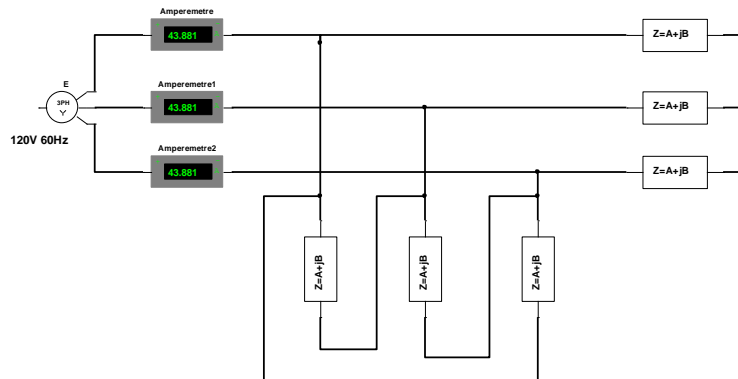 Amperemetre
43.881
Z=A+jB
E
3PH
Y
120V 60Hz
Amperemetre1
43.881
Z=A+jB
Amperemetre2
43.881
Z=A+jB
Z=A+jB
Z=A+jB
Z=A+jB